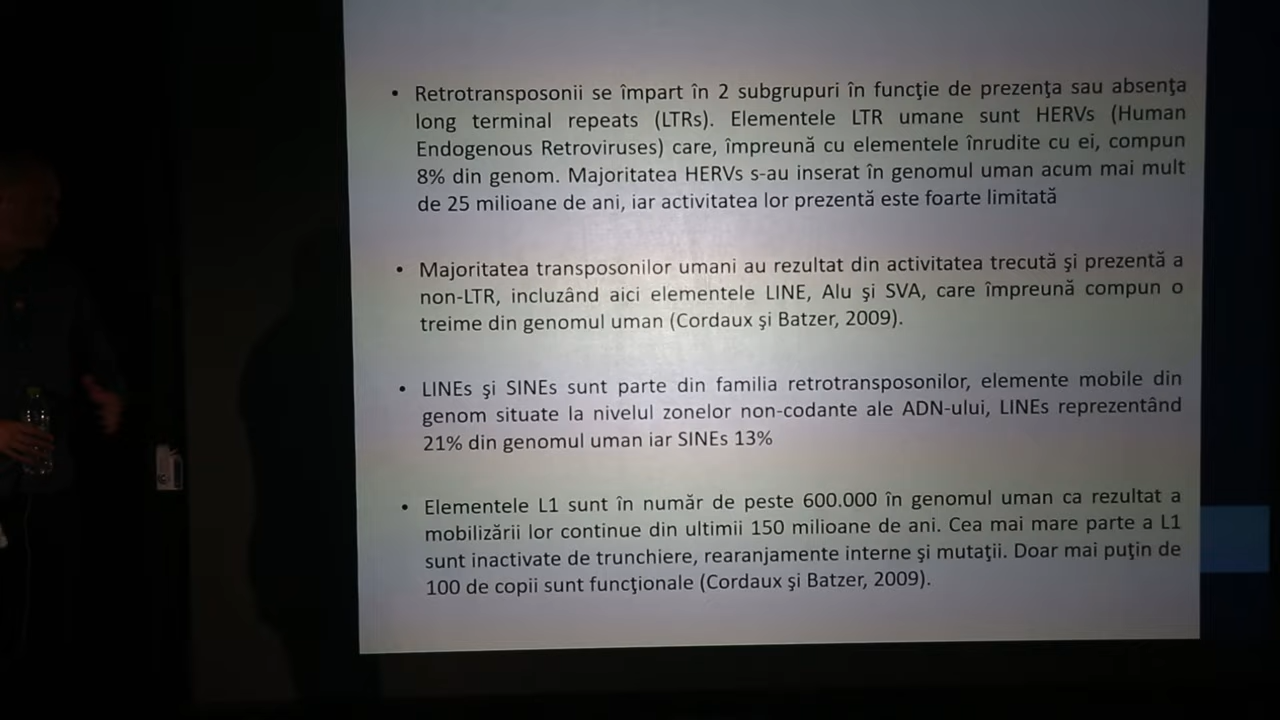 • Retrotransposonii se împart în 2 subgrupuri în funcţie de prezenţa sau absenţa
long terminal repeats (LTRs). Elementele LTR umane sunt HERVs (Human
Endogenous Retroviruses) care, împreună cu elementele înrudite cu ei, compun
8% din genom. Majoritatea HERVs s-au inserat în genomul uman acum mai mult
de 25 milioane de ani, iar activitatea lor prezentă este foarte limitată
• Majoritatea transposonilor umani au rezultat din activitatea trecută şi prezentă a
non-LTR, incluzând aici elementele LINE, Alu şi SVA, care împreună compun o
treime din genomul uman (Cordaux şi Batzer, 2009).
• LINEs şi SINEs sunt parte din familia retrotransposonilor, elemente mobile din
genom situate la nivelul zonelor non-codante ale ADN-ului, LINEs reprezentând
21% din genomul uman iar SINEs 13%
• Elementele L1 sunt în număr de peste 600.000 în genomul uman ca rezultat a
mobilizării lor continue din ultimii 150 milioane de ani. Cea mai mare parte a L1
sunt inactivate de trunchiere, rearanjamente interne şi mutaţii. Doar mai puţin de
100 de copii sunt funcţionale (Cordaux şi Batzer, 2009).